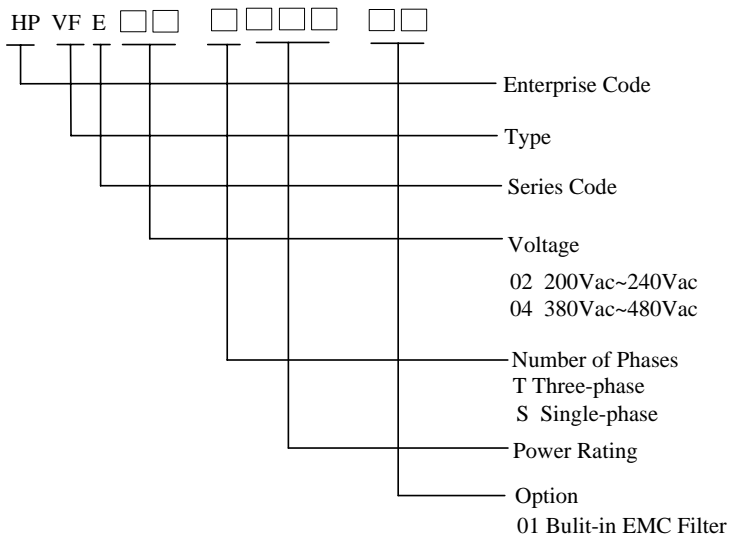 HP VF E □□ □□□□ □□
Enterprise Code
Type
Series Code
Voltage
02 200Vac~240Vac
04 380Vac~480Vac
Number of Phases
T Three-phase
S Single-phase
Power Rating
Option
01 Bulit-in EMC Filter